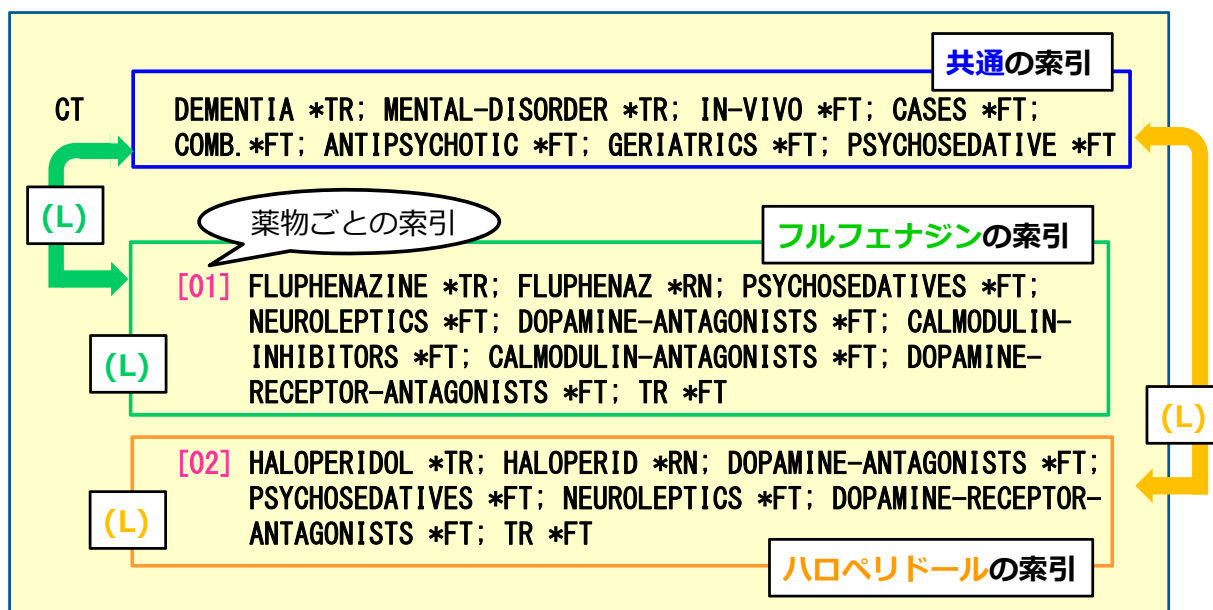 共通の索引
CT DEMENTIA *TR; MENTAL-DISORDER *TR; IN-VIVO *FT; CASES *FT;
COMB.*FT; ANTIPSYCHOTIC *FT; GERIATRICS *FT; PSYCHOSEDATIVE *FT
(L)
薬物ごとの索引
フルフェナジンの索引
[01] FLUPHENAZINE *TR; FLUPHENAZ *RN; PSYCHOSEDATIVES *FT;
NEUROLEPTICS *FT; DOPAMINE-ANTAGONISTS *FT; CALMODULIN-
INHIBITORS *FT; CALMODULIN-ANTAGONISTS *FT; DOPAMINE-
RECEPTOR-ANTAGONISTS *FT; TR *FT
(L)
(L)
[02] HALOPERIDOL *TR; HALOPERID *RN; DOPAMINE-ANTAGONISTS *FT;
PSYCHOSEDATIVES *FT; NEUROLEPTICS *FT; DOPAMINE-RECEPTOR-
ANTAGONISTS *FT; TR *FT
(L)
ハロペリドールの索引